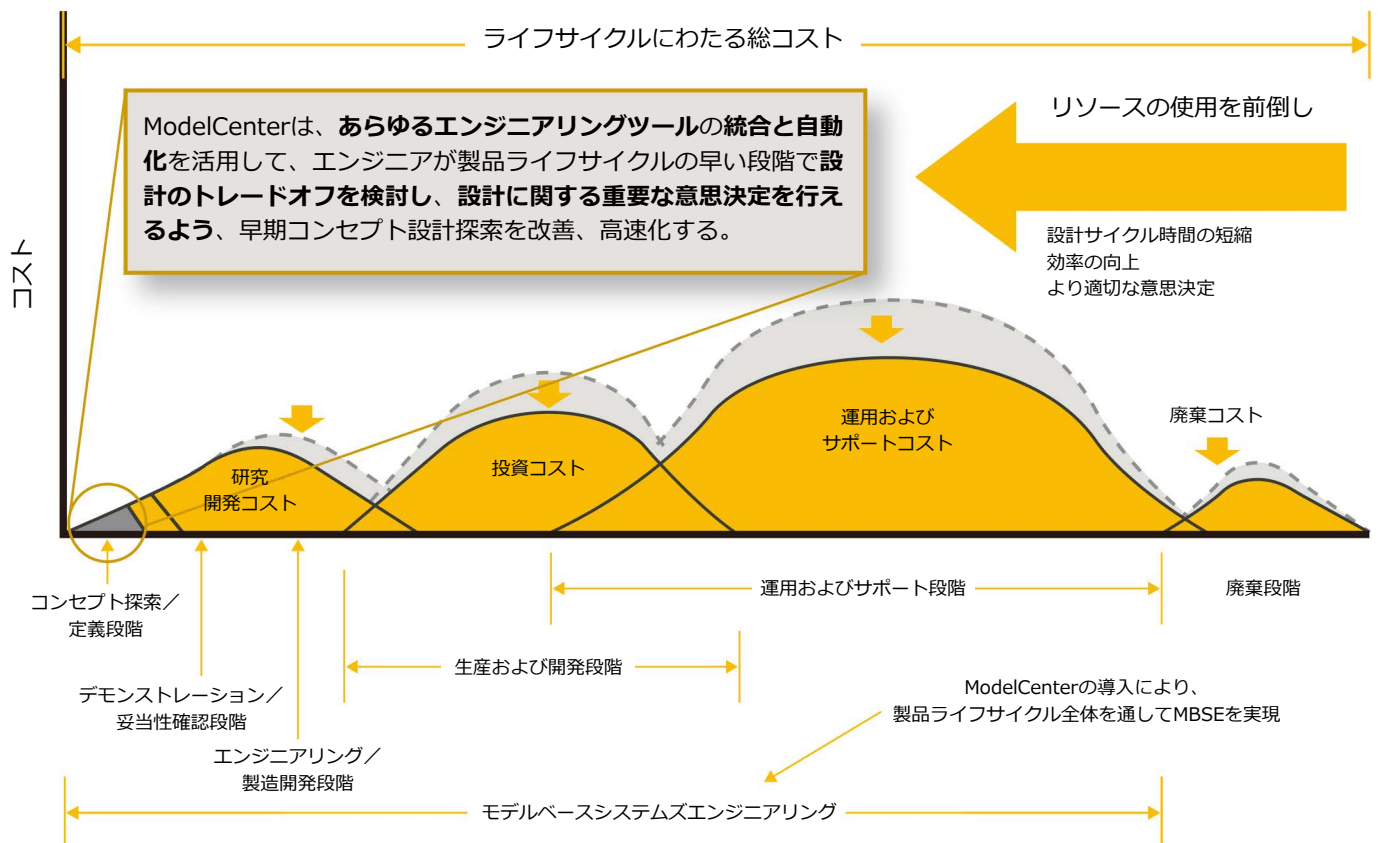 ライフサイクルにわたる総コスト
ModelCenterは、あらゆるエンジニアリングツールの統合と自動
化を活用して、エンジニアが製品ライフサイクルの早い段階で設
計のトレードオフを検討し、設計に関する重要な意思決定を行え
るよう、早期コンセプト設計探索を改善、高速化する。
リソースの使用を前倒し
設計サイクル時間の短縮
効率の向上
より適切な意思決定
コスト
研究
開発コスト
投資コスト
運用および
サポートコスト
廃棄コスト
コンセプト探索／
定義段階
運用およびサポート段階
廃棄段階
生産および開発段階
デモンストレーション／
妥当性確認段階
エンジニアリング／
製造開発段階
ModelCenterの導入により、
製品ライフサイクル全体を通してMBSEを実現
モデルベースシステムズエンジニアリング